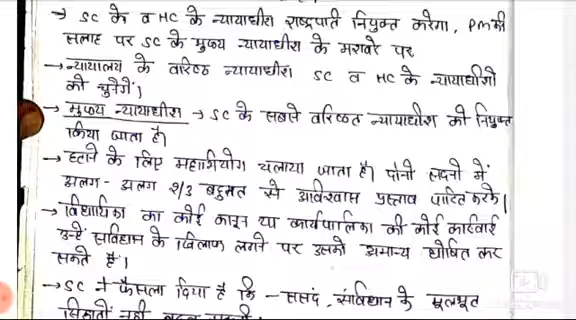 → SC के व HC के न्यायाधीश राष्ट्रपति नियुक्त करेगा, PM की
सलाह पर SC के मुख्य न्यायाधीश के मशवरे पर
→ न्यायालय के वरिष्ठ न्यायाधीश SC व HC के न्यायाधीशो
को चुनेगें।
→ मुख्य न्यायाधीश → SC के सबसे वरिष्ठत न्यायाधीश को नियुक्त
किया जाता है।
→ हटाने के लिए महाभियोग चलाया जाता है। दोनो सदनो में
अलग - अलग 2/3 बहुमत से अविश्वास प्रस्ताव पारित करके।
→ विधायिका का कोई कानून या कार्यपालिका की कोई कार्रवाई
उन्हें संविधान के खिलाफ लगने पर उसको अमान्य घोषित कर
सकते हैं।
→ SC ने फैसला दिया है कि - ससंद, संविधान के मूलभूत